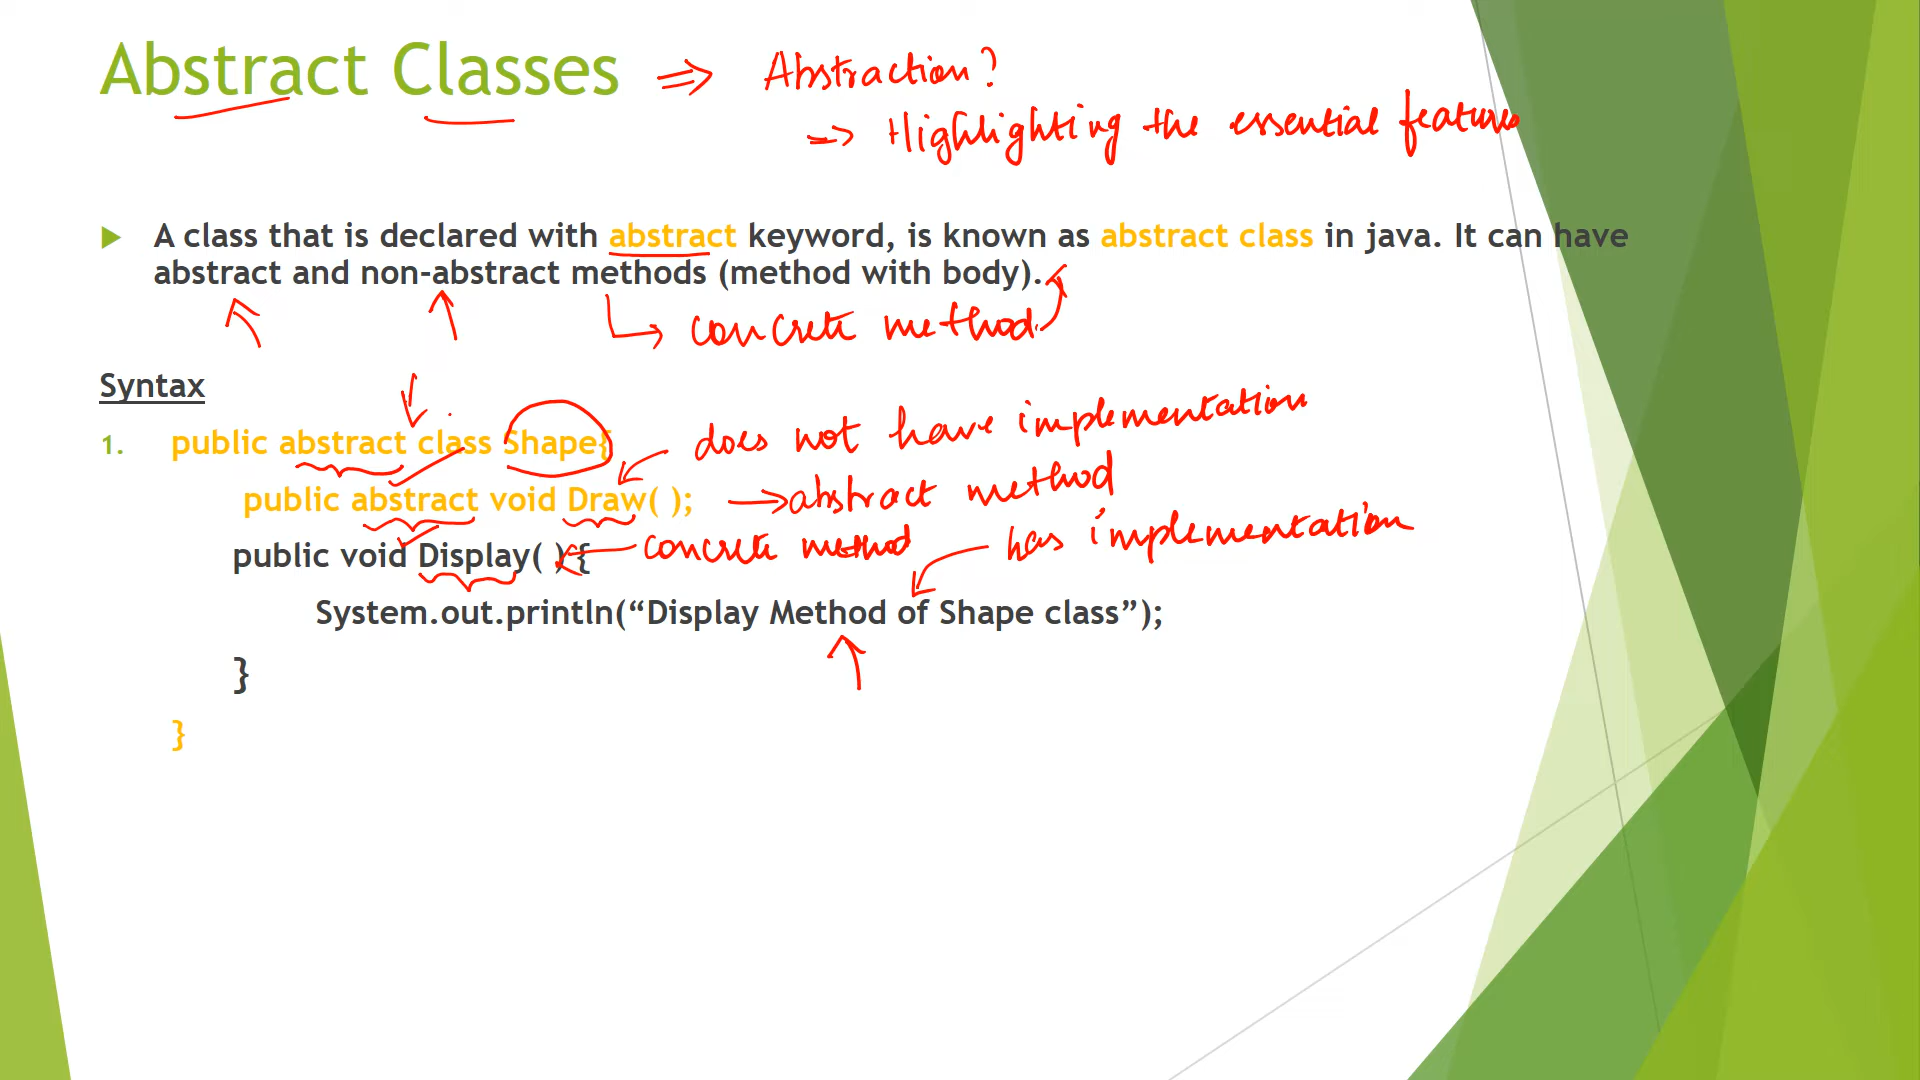 Abstract Classes ⇒ Abstraction?
→ Highlighting the essential features
A class that is declared with abstract keyword, is known as abstract class in java. It can have
abstract and non-abstract methods (method with body).
concrete method
Syntax
does not have implementation
1. public abstract class Shape{
public abstract void Draw( ); → abstract method
public void Display( ) { concrete method has implementation
System.out.println(“Display Method of Shape class”);
}
}